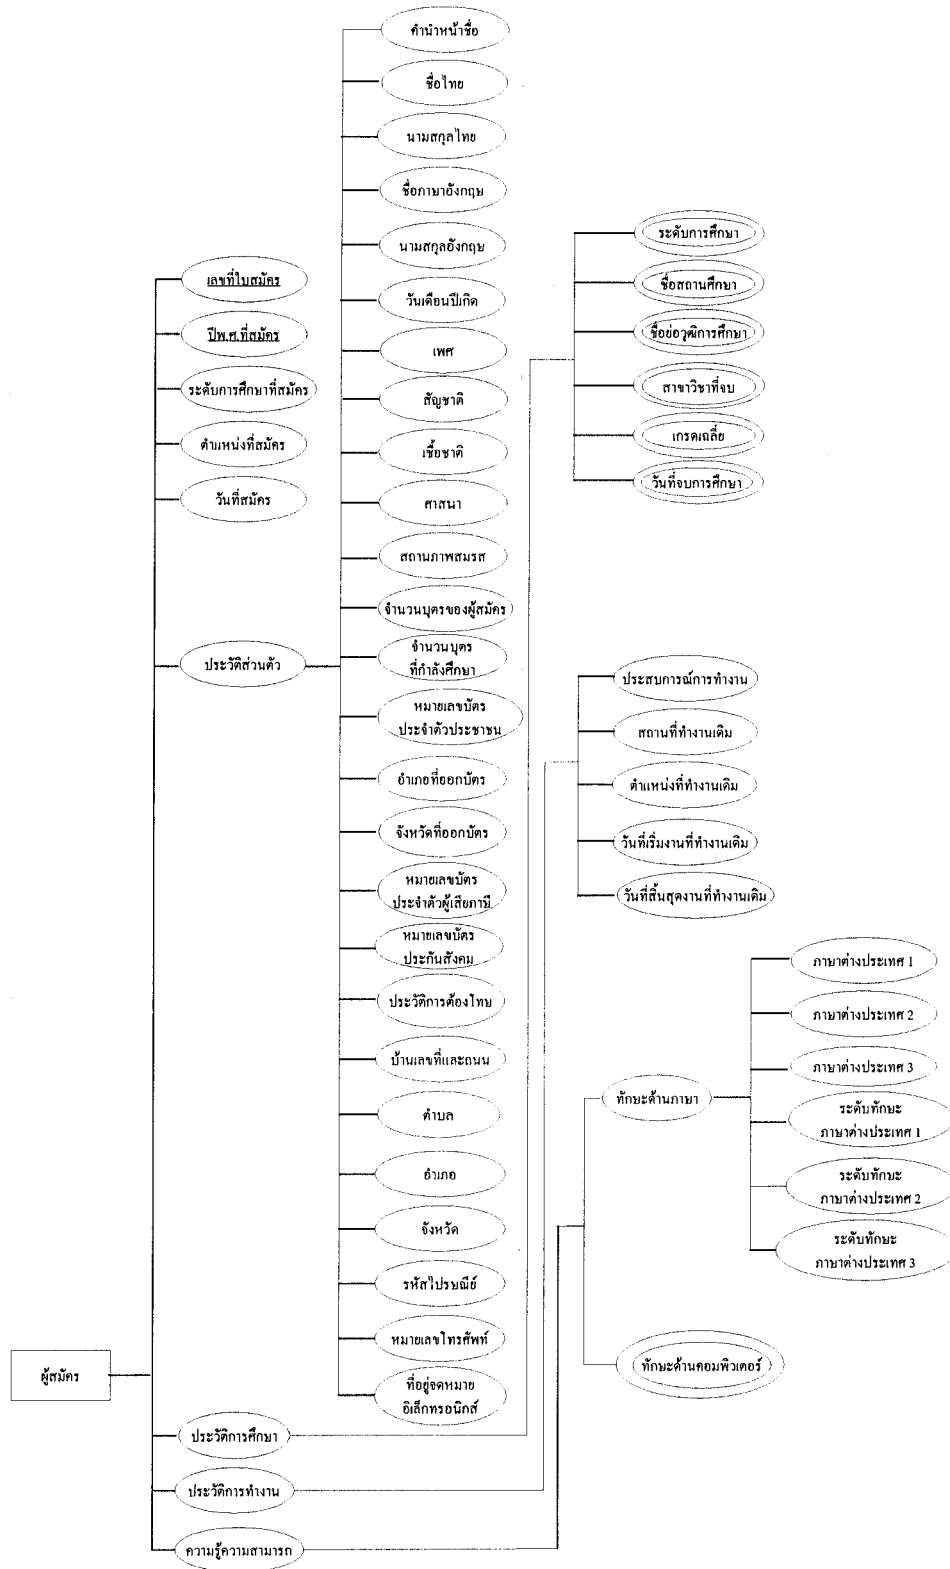 คำนำหน้าชื่อ
ชื่อไทย
นามสกุลไทย
ชื่อภาษาอังกฤษ
นามสกุลอังกฤษ
วันเดือนปีเกิด
เพศ
สัญชาติ
เชื้อชาติ
ศาสนา
สถานภาพสมรส
จำนวนบุตรของผู้สมัคร
จำนวนบุตร
ที่กำลังศึกษา
หมายเลขบัตร
ประจำตัวประชาชน
อำเภอที่ออกบัตร
จังหวัดที่ออกบัตร
หมายเลขบัตร
ประจำตัวผู้เสียภาษี
หมายเลขบัตร
ประกันสังคม
ประวัติการต้องโทษ
บ้านเลขที่และถนน
ตำบล
อำเภอ
จังหวัด
รหัสไปรษณีย์
หมายเลขโทรศัพท์
ที่อยู่จดหมาย
อิเล็กทรอนิกส์
เลขที่ใบสมัคร
ปีพ.ศ.ที่สมัคร
ระดับการศึกษาที่สมัคร
ตำแหน่งที่สมัคร
วันที่สมัคร
ประวัติส่วนตัว
ผู้สมัคร
ประวัติการศึกษา
ประวัติการทำงาน
ความรู้ความสามารถ
ระดับการศึกษา
ชื่อสถานศึกษา
ชื่อย่อวุฒิการศึกษา
สาขาวิชาที่จบ
เกรดเฉลี่ย
วันที่จบการศึกษา
ประสบการณ์การทำงาน
สถานที่ทำงานเดิม
ตำแหน่งที่ทำงานเดิม
วันที่เริ่มงานที่ทำงานเดิม
วันที่สิ้นสุดงานที่ทำงานเดิม
ทักษะด้านภาษา
ภาษาต่างประเทศ 1
ภาษาต่างประเทศ 2
ภาษาต่างประเทศ 3
ระดับทักษะ
ภาษาต่างประเทศ 1
ระดับทักษะ
ภาษาต่างประเทศ 2
ระดับทักษะ
ภาษาต่างประเทศ 3
ทักษะด้านคอมพิวเตอร์